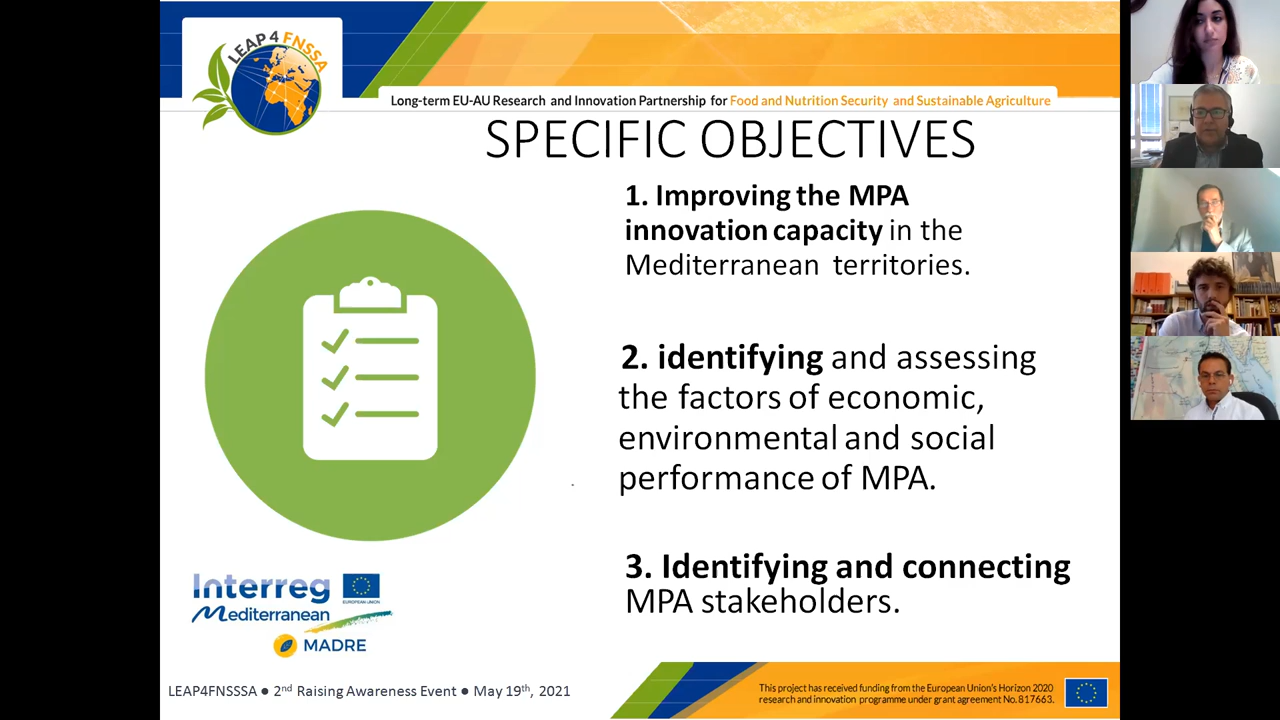 LEAP 4 FNSSA
Long-term EU-AU Research and Innovation Partnership for Food and Nutrition Security and Sustainable Agriculture
SPECIFIC OBJECTIVES
1. Improving the MPA
innovation capacity in the
Mediterranean territories.
2. identifying and assessing
the factors of economic,
environmental and social
performance of MPA.
3. Identifying and connecting
MPA stakeholders.
Interreg
EUROPEAN UNION
Mediterranean
MADRE
LEAP4FNSSSA ● 2nd Raising Awareness Event ● May 19th, 2021
This project has received funding from the European Union's Horizon 2020
research and innovation programme under grant agreement No.817663.